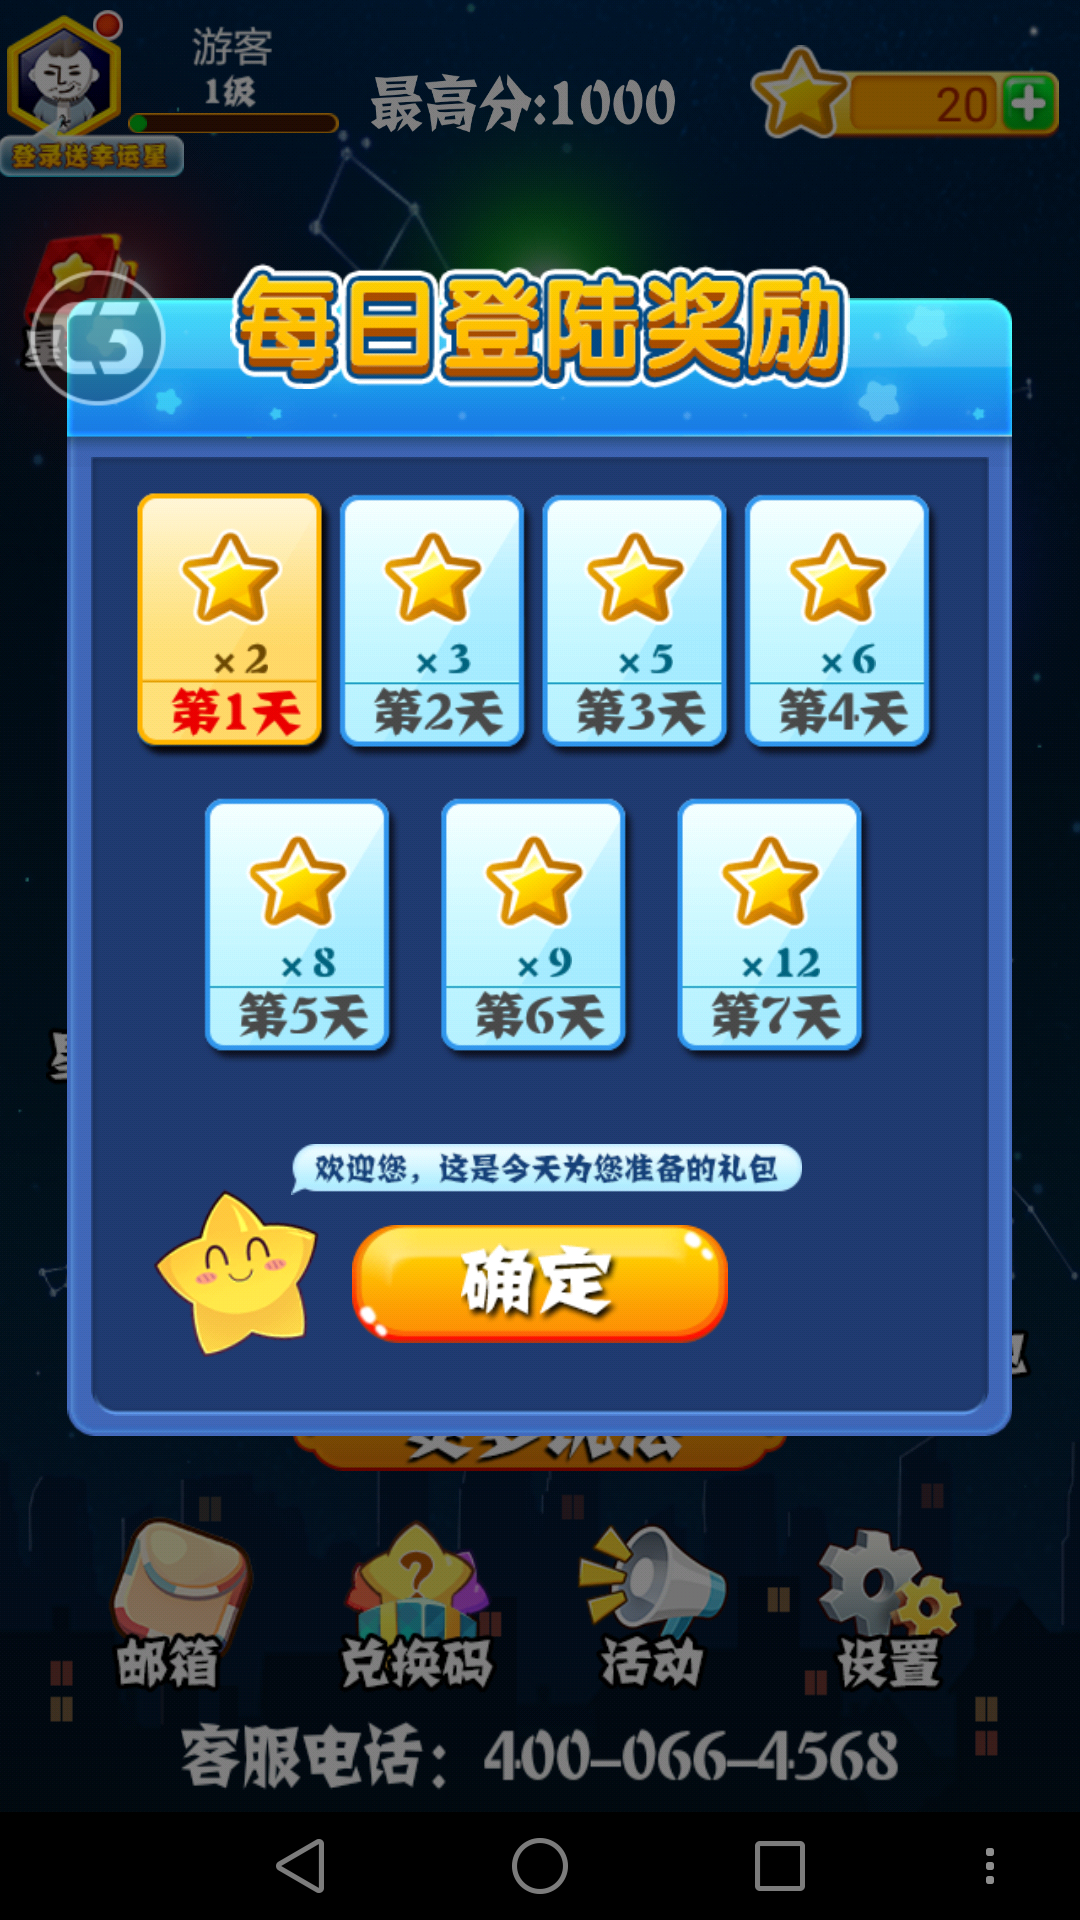 游客
1级
最高分:1000
20
登录送幸运星
每日登陆奖励
×2
×3
×5
×6
第1天
第2天
第3天
第4天
×8
×9
×12
第5天
第6天
第7天
欢迎您，这是今天为您准备的礼包
确定
更多玩法
邮箱
兑换码
活动
设置
客服电话：400-066-4568